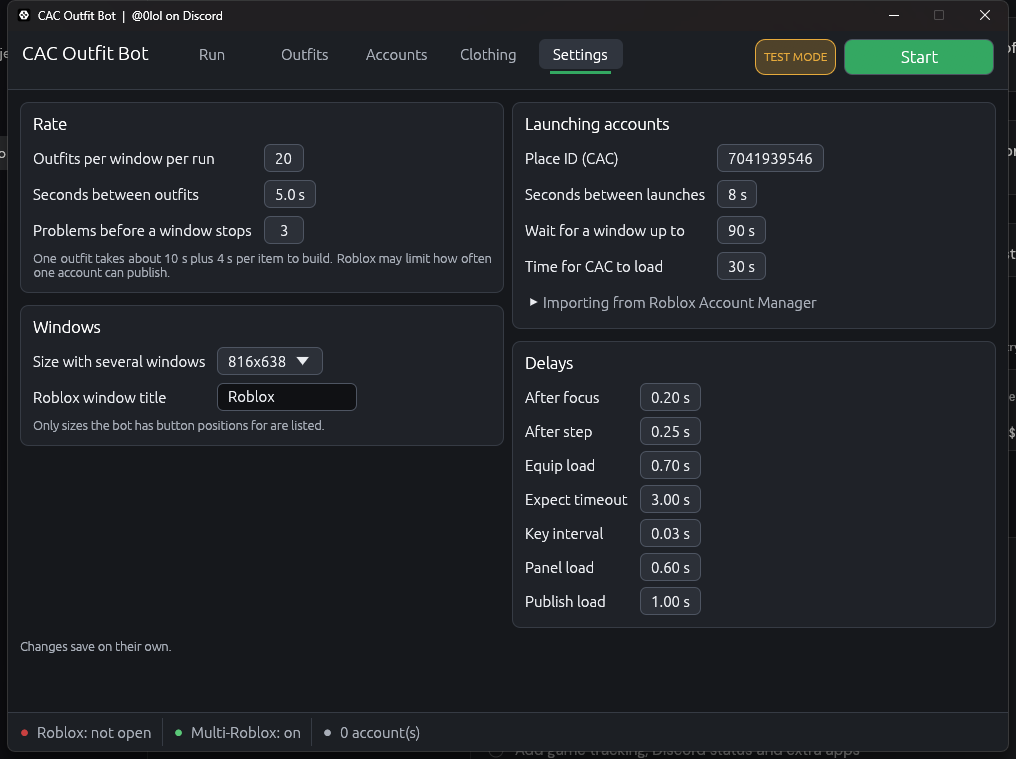 CAC Outfit Bot | @0lol on Discord
CAC Outfit Bot
Run
Outfits
Accounts
Clothing
Settings
TEST MODE
Start
Rate
Outfits per window per run 20
Seconds between outfits 5.0 s
Problems before a window stops 3
One outfit takes about 10 s plus 4 s per item to build. Roblox may limit how often
one account can publish.
Windows
Size with several windows 816x638
Roblox window title Roblox
Only sizes the bot has button positions for are listed.
Launching accounts
Place ID (CAC) 7041939546
Seconds between launches 8 s
Wait for a window up to 90 s
Time for CAC to load 30 s
Importing from Roblox Account Manager
Delays
After focus 0.20 s
After step 0.25 s
Equip load 0.70 s
Expect timeout 3.00 s
Key interval 0.03 s
Panel load 0.60 s
Publish load 1.00 s
Changes save on their own.
Roblox: not open
Multi-Roblox: on
0 account(s)
Add game tracking, Discord status and extra apps